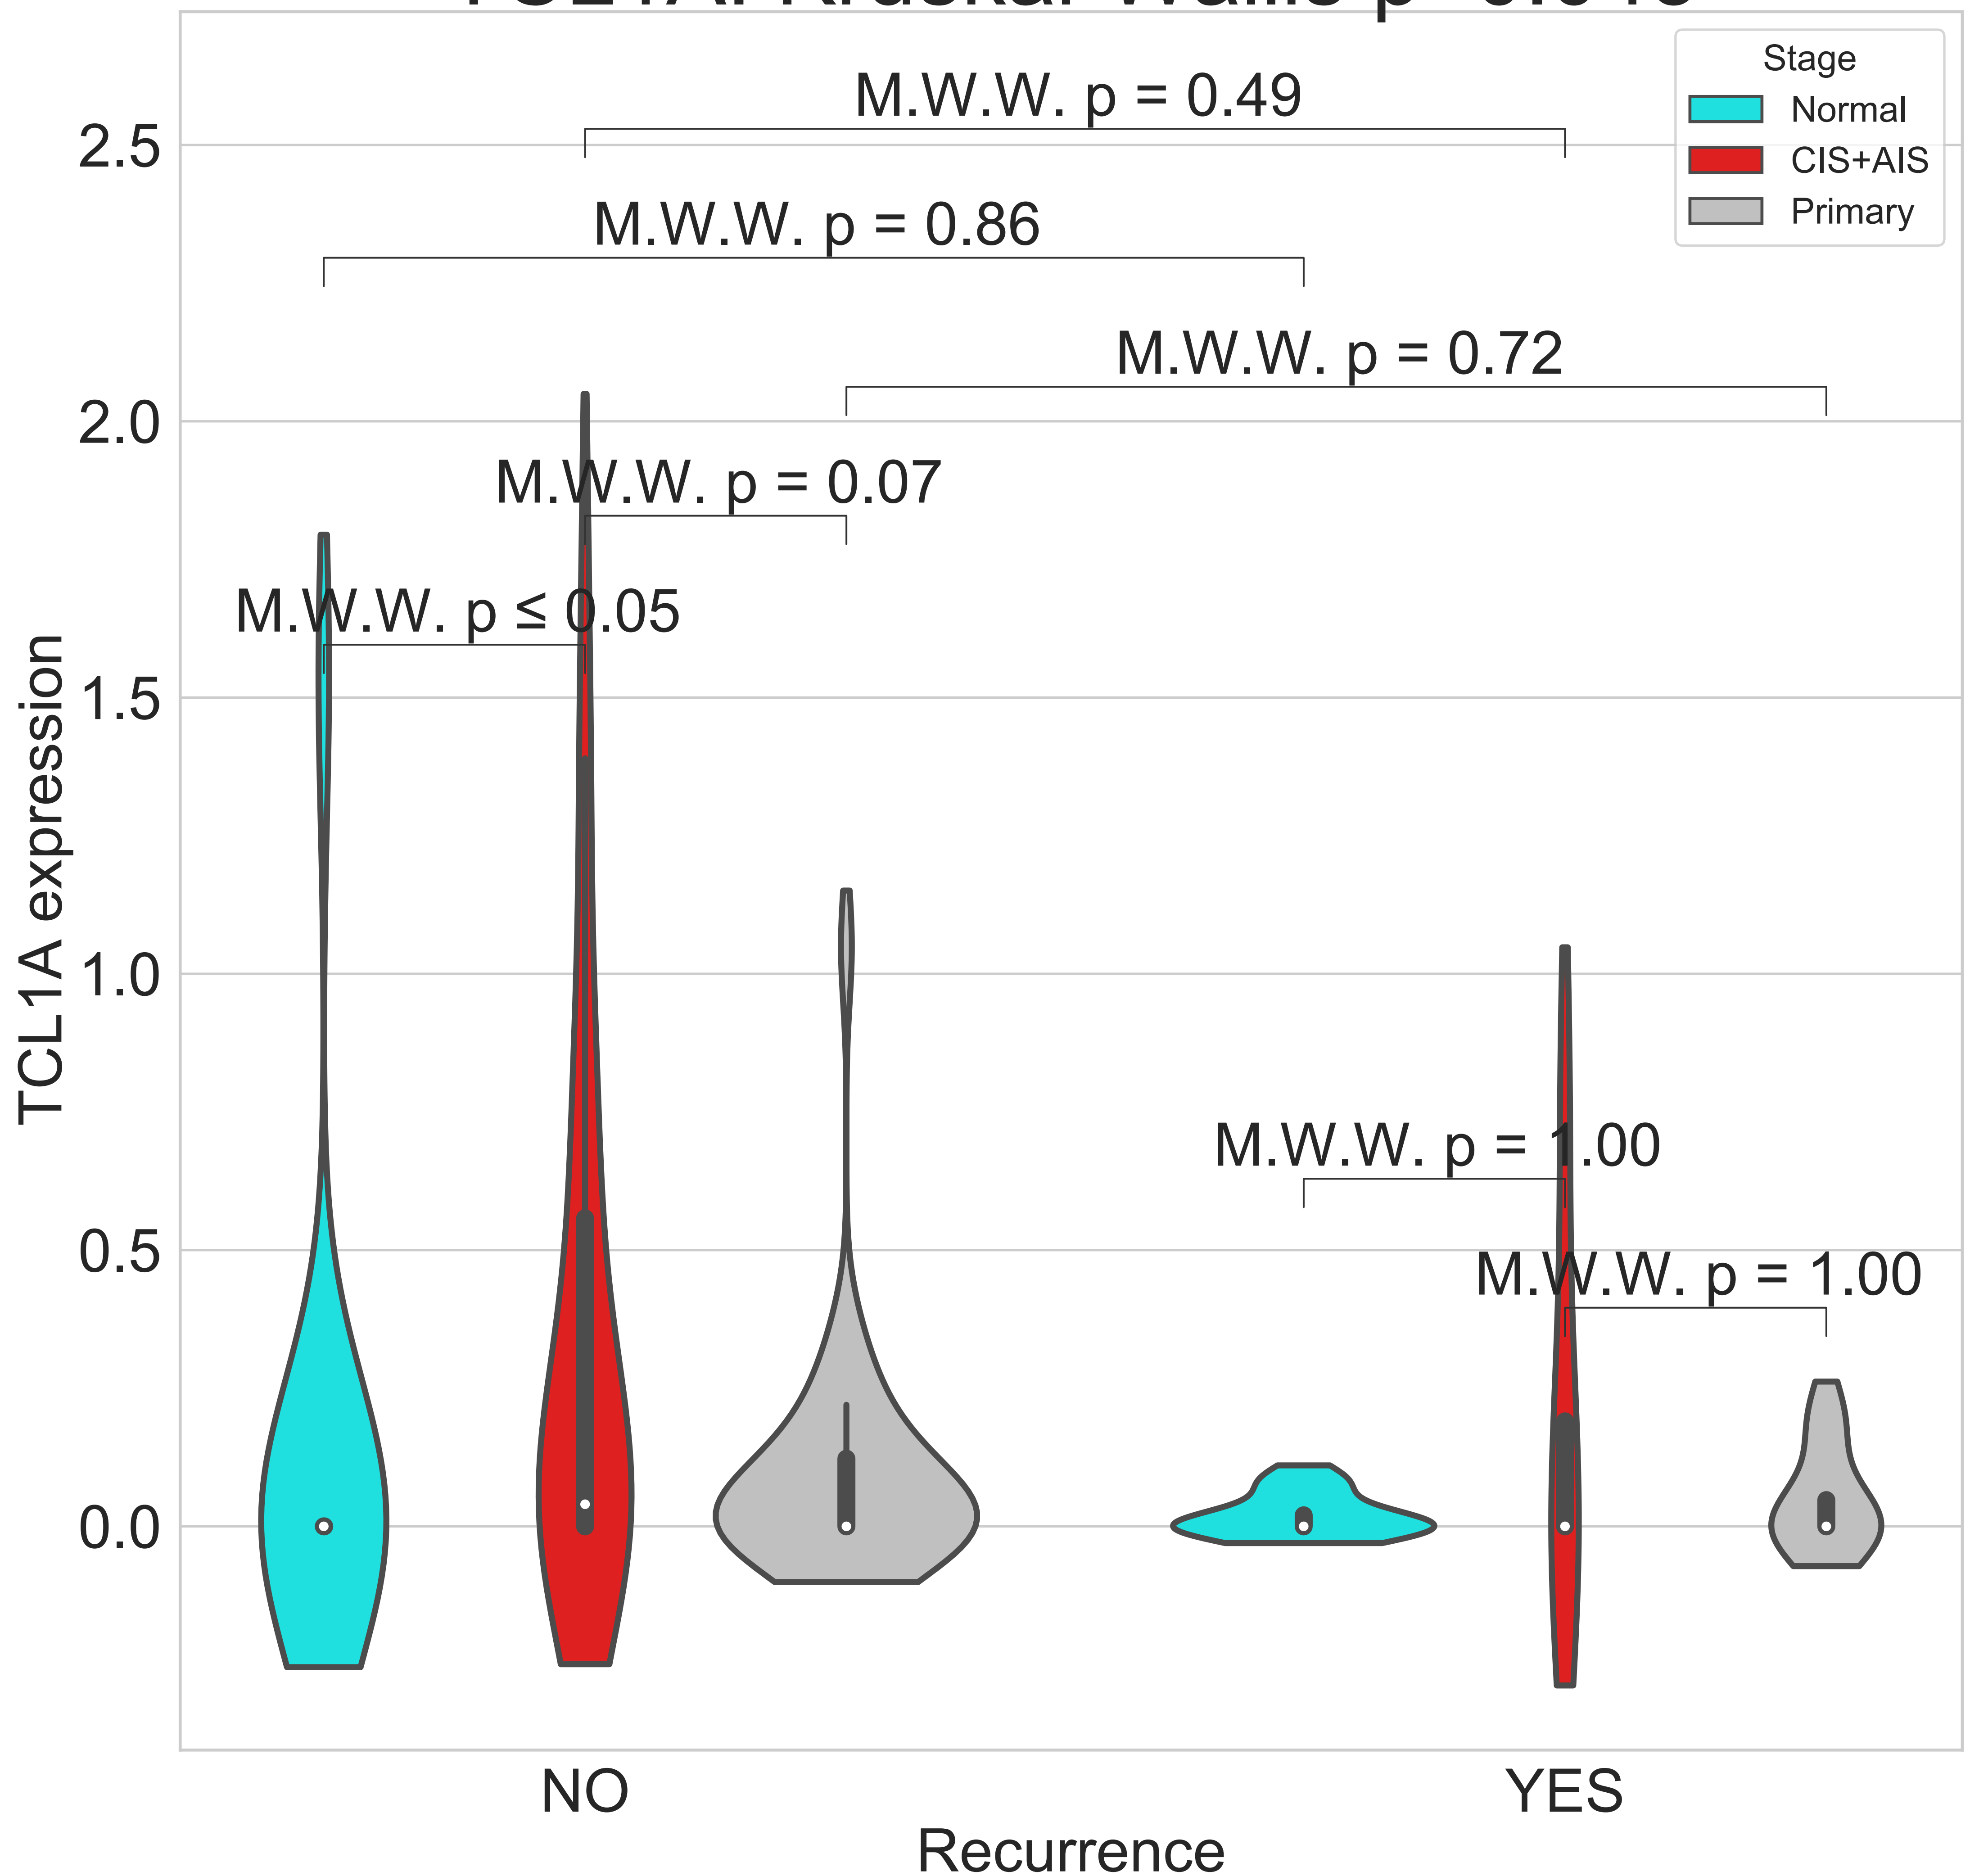 Stage
Normal
CIS+AIS
Primary
M.W.W. p = 0.49
M.W.W. p = 0.86
M.W.W. p = 0.72
M.W.W. p = 0.07
M.W.W. p ≤ 0.05
M.W.W. p = 1.00
M.W.W. p = 1.00
2.5
2.0
1.5
1.0
0.5
0.0
TCL1A expression
NO
YES
Recurrence